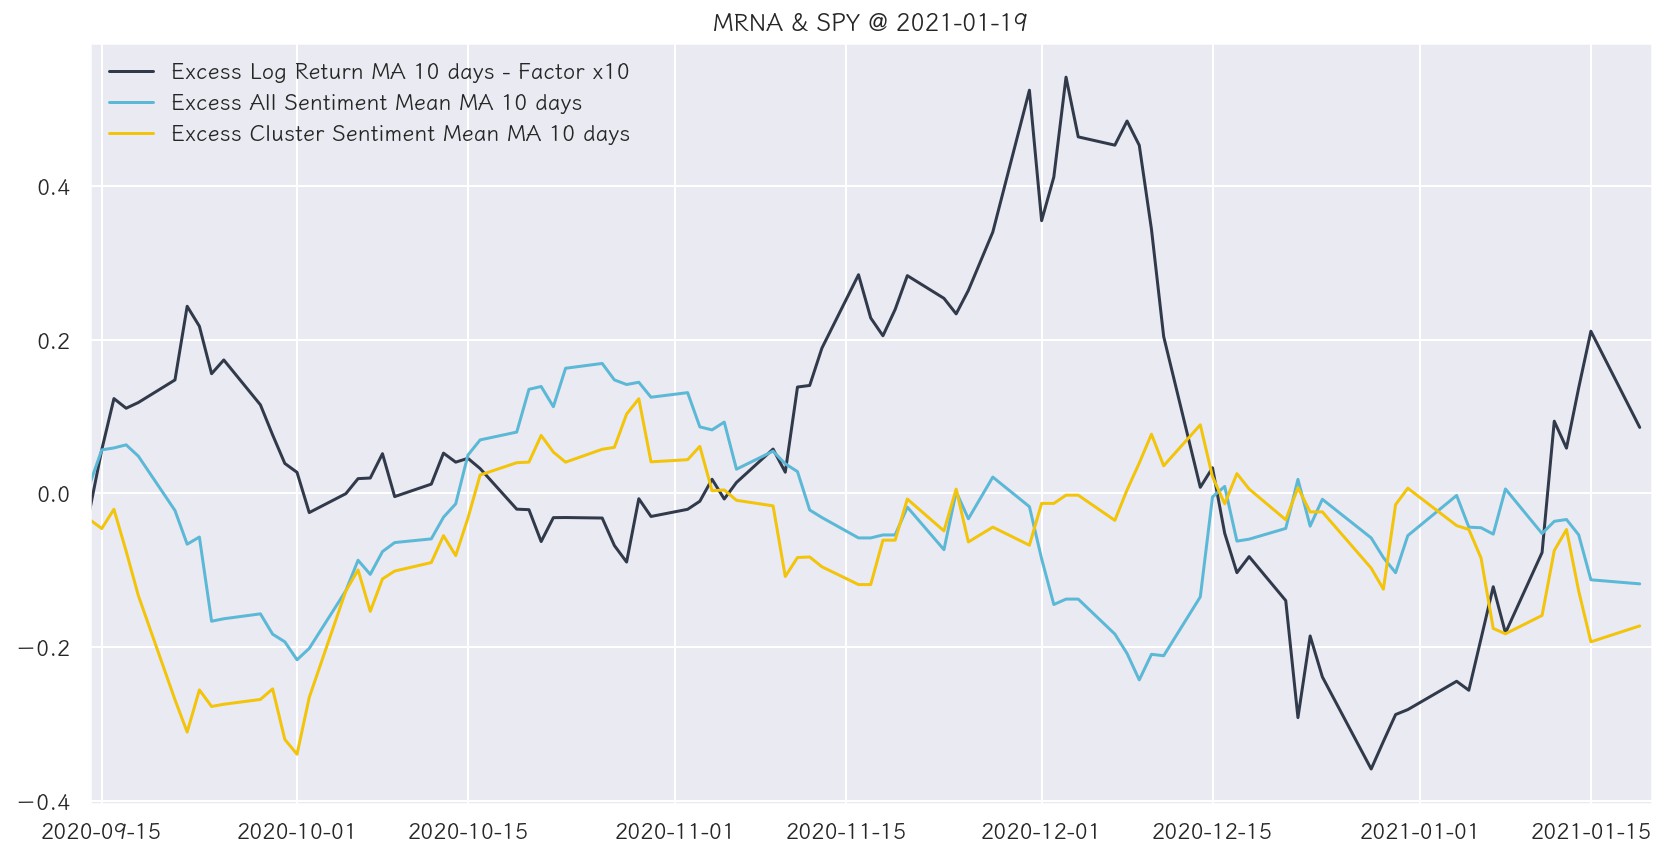 MRNA & SPY @ 2021-01-19
Excess Log Return MA 10 days - Factor x10
Excess All Sentiment Mean MA 10 days
Excess Cluster Sentiment Mean MA 10 days
0.4
0.2
0.0
−0.2
−0.4
2020-09-15 2020-10-01 2020-10-15 2020-11-01 2020-11-15 2020-12-01 2020-12-15 2021-01-01 2021-01-15